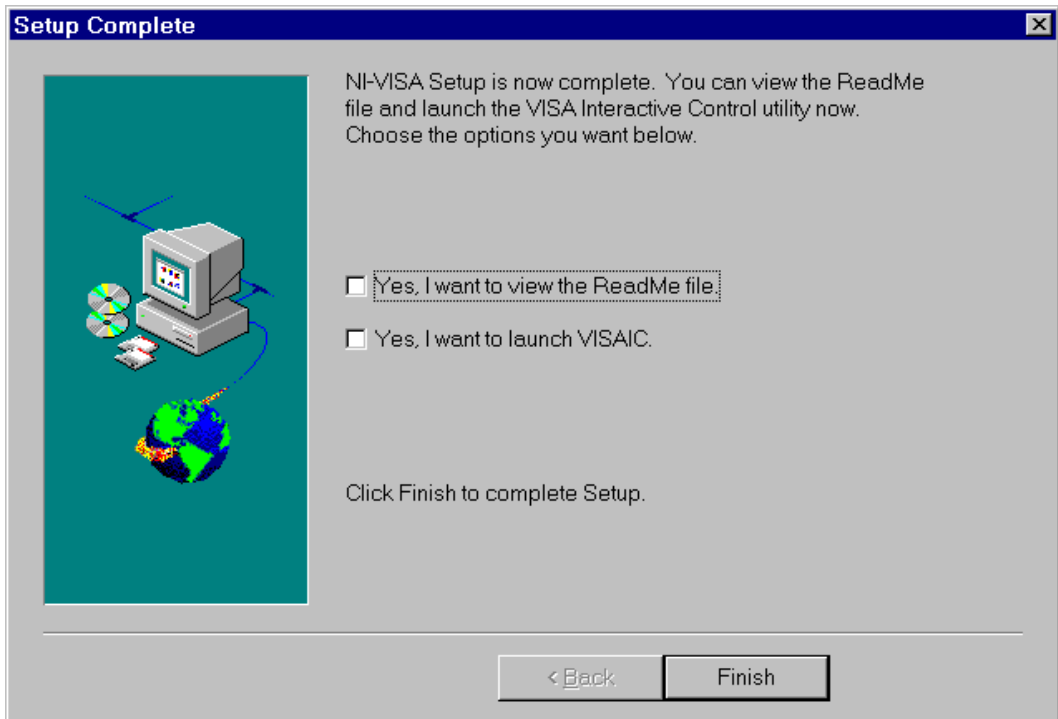 Setup Complete
NI-VISA Setup is now complete. You can view the ReadMe
file and launch the VISA Interactive Control utility now.
Choose the options you want below.
Yes, I want to view the ReadMe file.
Yes, I want to launch VISAIC.
Click Finish to complete Setup.
< Back
Finish